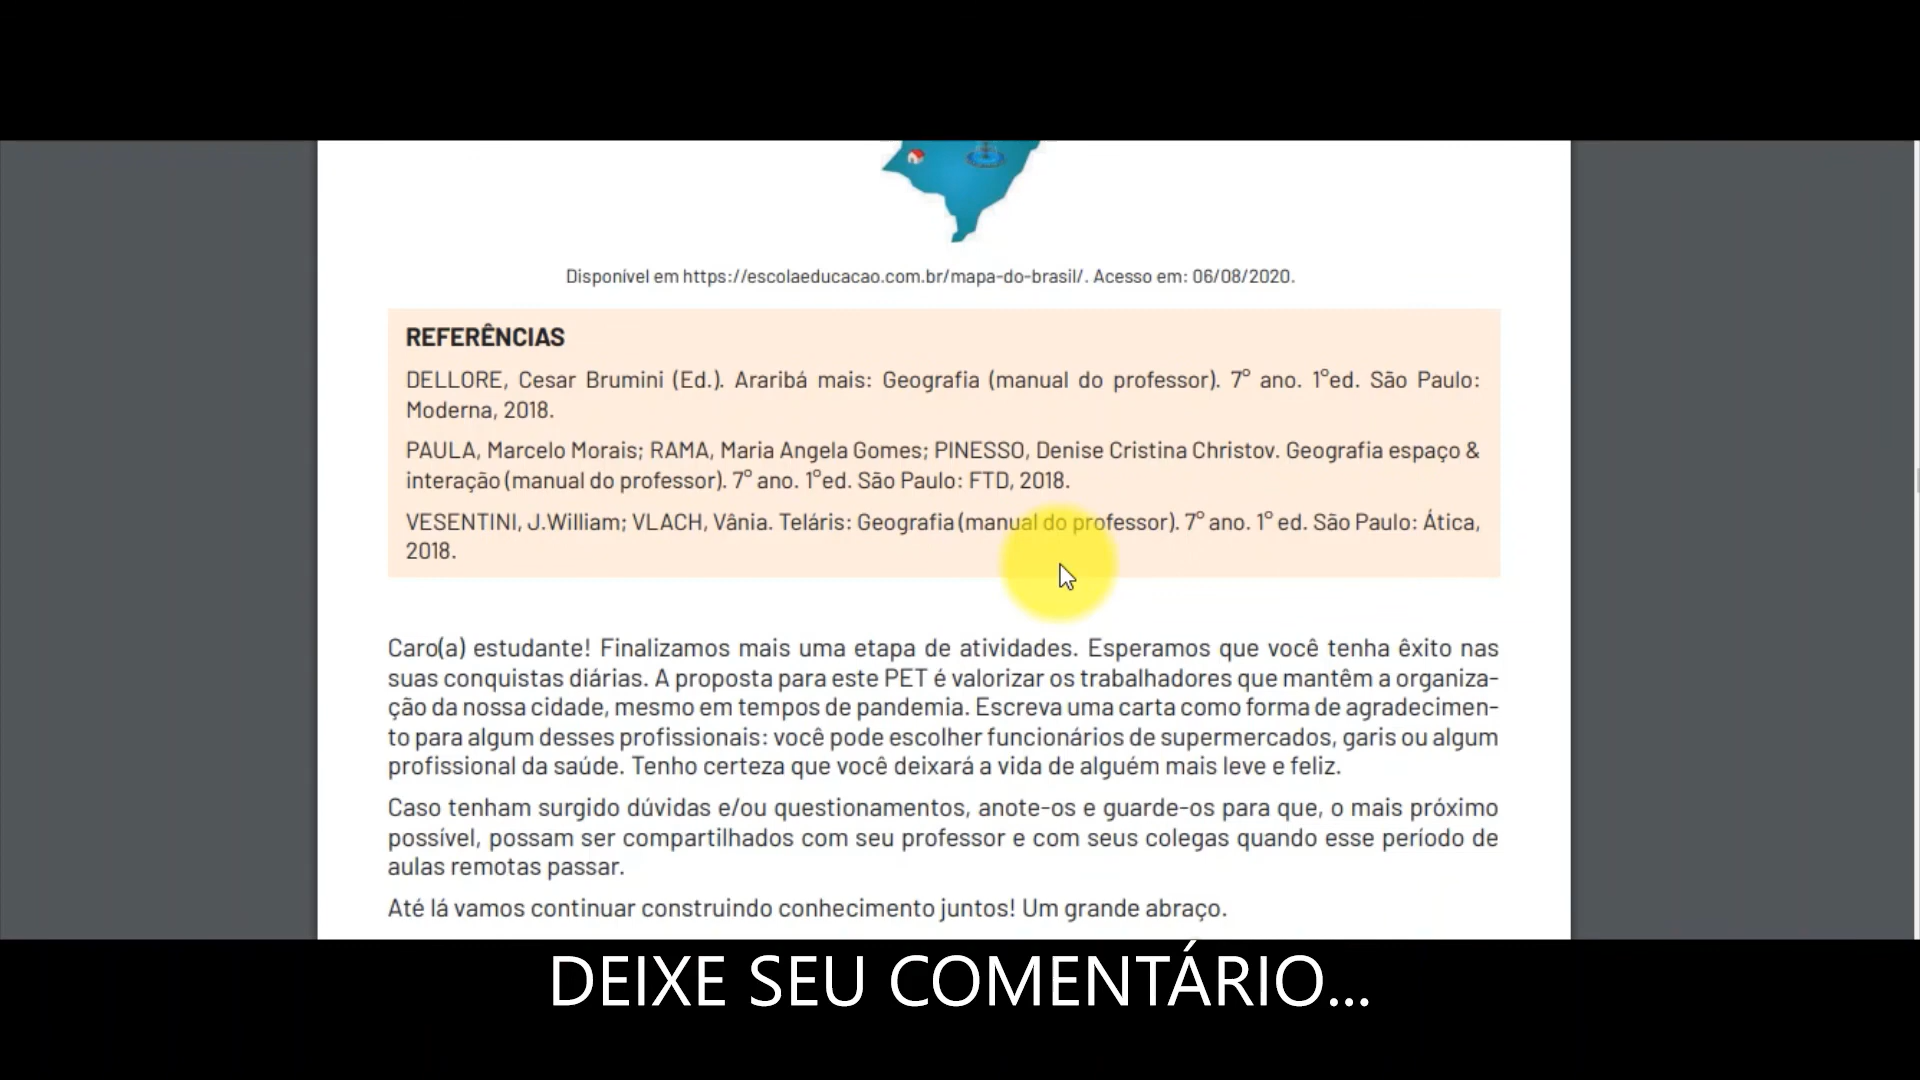 Disponível em https://escolaeducacao.com.br/mapa-do-brasil/. Acesso em: 06/08/2020.
REFERÊNCIAS
DELLORE, Cesar Brumini (Ed.). Araribá mais: Geografia (manual do professor). 7° ano. 1°ed. São Paulo:
Moderna, 2018.
PAULA, Marcelo Morais; RAMA, Maria Angela Gomes; PINESSO, Denise Cristina Christov. Geografia espaço &
interação (manual do professor). 7° ano. 1°ed. São Paulo: FTD, 2018.
VESENTINI, J.William; VLACH, Vânia. Teláris: Geografia (manual do professor). 7° ano. 1° ed. São Paulo: Ática,
2018.
Caro(a) estudante! Finalizamos mais uma etapa de atividades. Esperamos que você tenha êxito nas
suas conquistas diárias. A proposta para este PET é valorizar os trabalhadores que mantêm a organiza-
ção da nossa cidade, mesmo em tempos de pandemia. Escreva uma carta como forma de agradecimen-
to para algum desses profissionais: você pode escolher funcionários de supermercados, garis ou algum
profissional da saúde. Tenho certeza que você deixará a vida de alguém mais leve e feliz.
Caso tenham surgido dúvidas e/ou questionamentos, anote-os e guarde-os para que, o mais próximo
possível, possam ser compartilhados com seu professor e com seus colegas quando esse período de
aulas remotas passar.
Até lá vamos continuar construindo conhecimento juntos! Um grande abraço.
DEIXE SEU COMENTÁRIO...